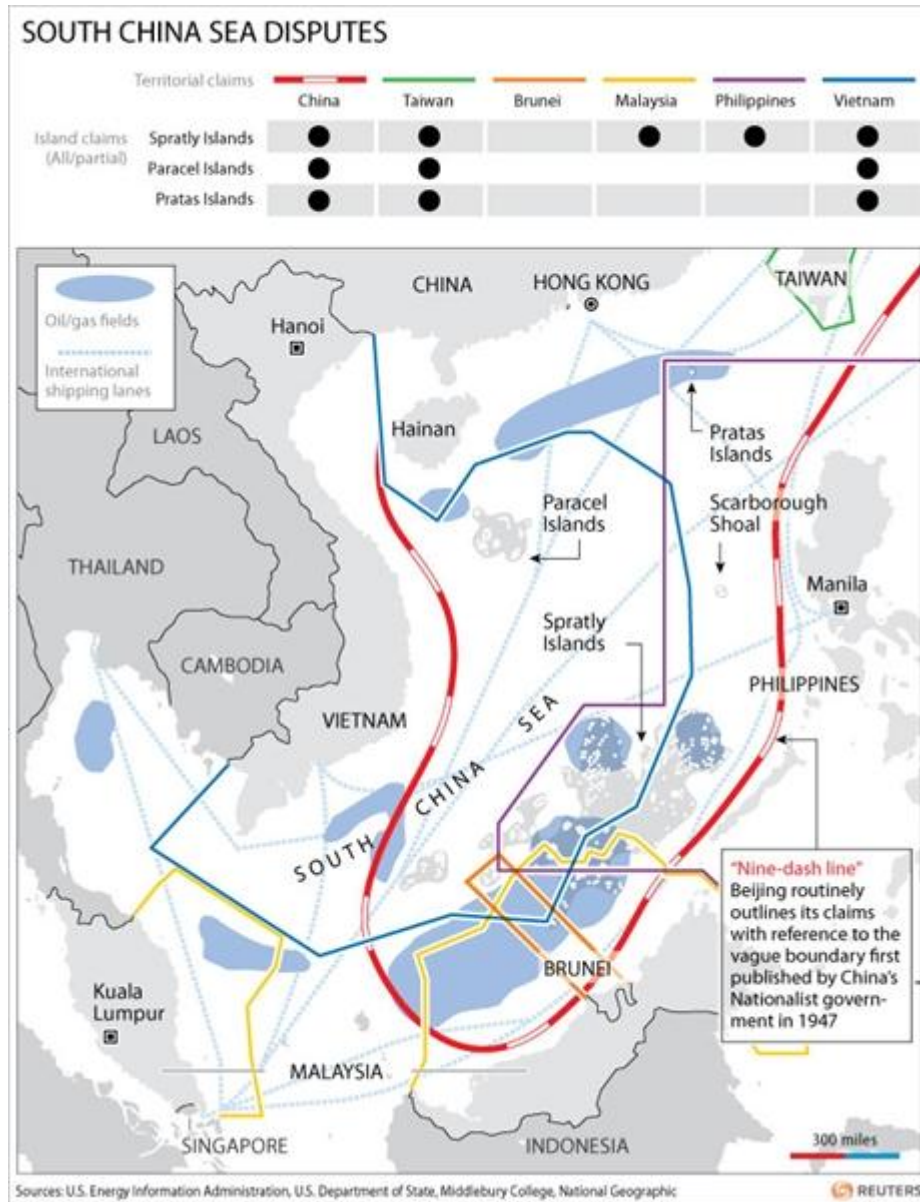 SOUTH CHINA SEA DISPUTES
Territorial claims
China Taiwan Brunei Malaysia Philippines Vietnam
Island claims
(All/partial)
Spratly Islands
Paracel Islands
Pratas Islands
Oil/gas fields
International
shipping lanes
CHINA
HONG KONG
TAIWAN
Hanoi
LAOS
Hainan
Pratas
Islands
Paracel
Islands
Scarborough
Shoal
THAILAND
Manila
Spratly
Islands
CAMBODIA
PHILIPPINES
VIETNAM
SOUTH CHINA SEA
"Nine-dash line"
Beijing routinely
outlines its claims
with reference to the
vague boundary first
published by China's
Nationalist govern-
ment in 1947
BRUNEI
Kuala
Lumpur
MALAYSIA
SINGAPORE
INDONESIA
300 miles
Sources: U.S. Energy Information Administration, U.S. Department of State, Middlebury College, National Geographic
REUTERS